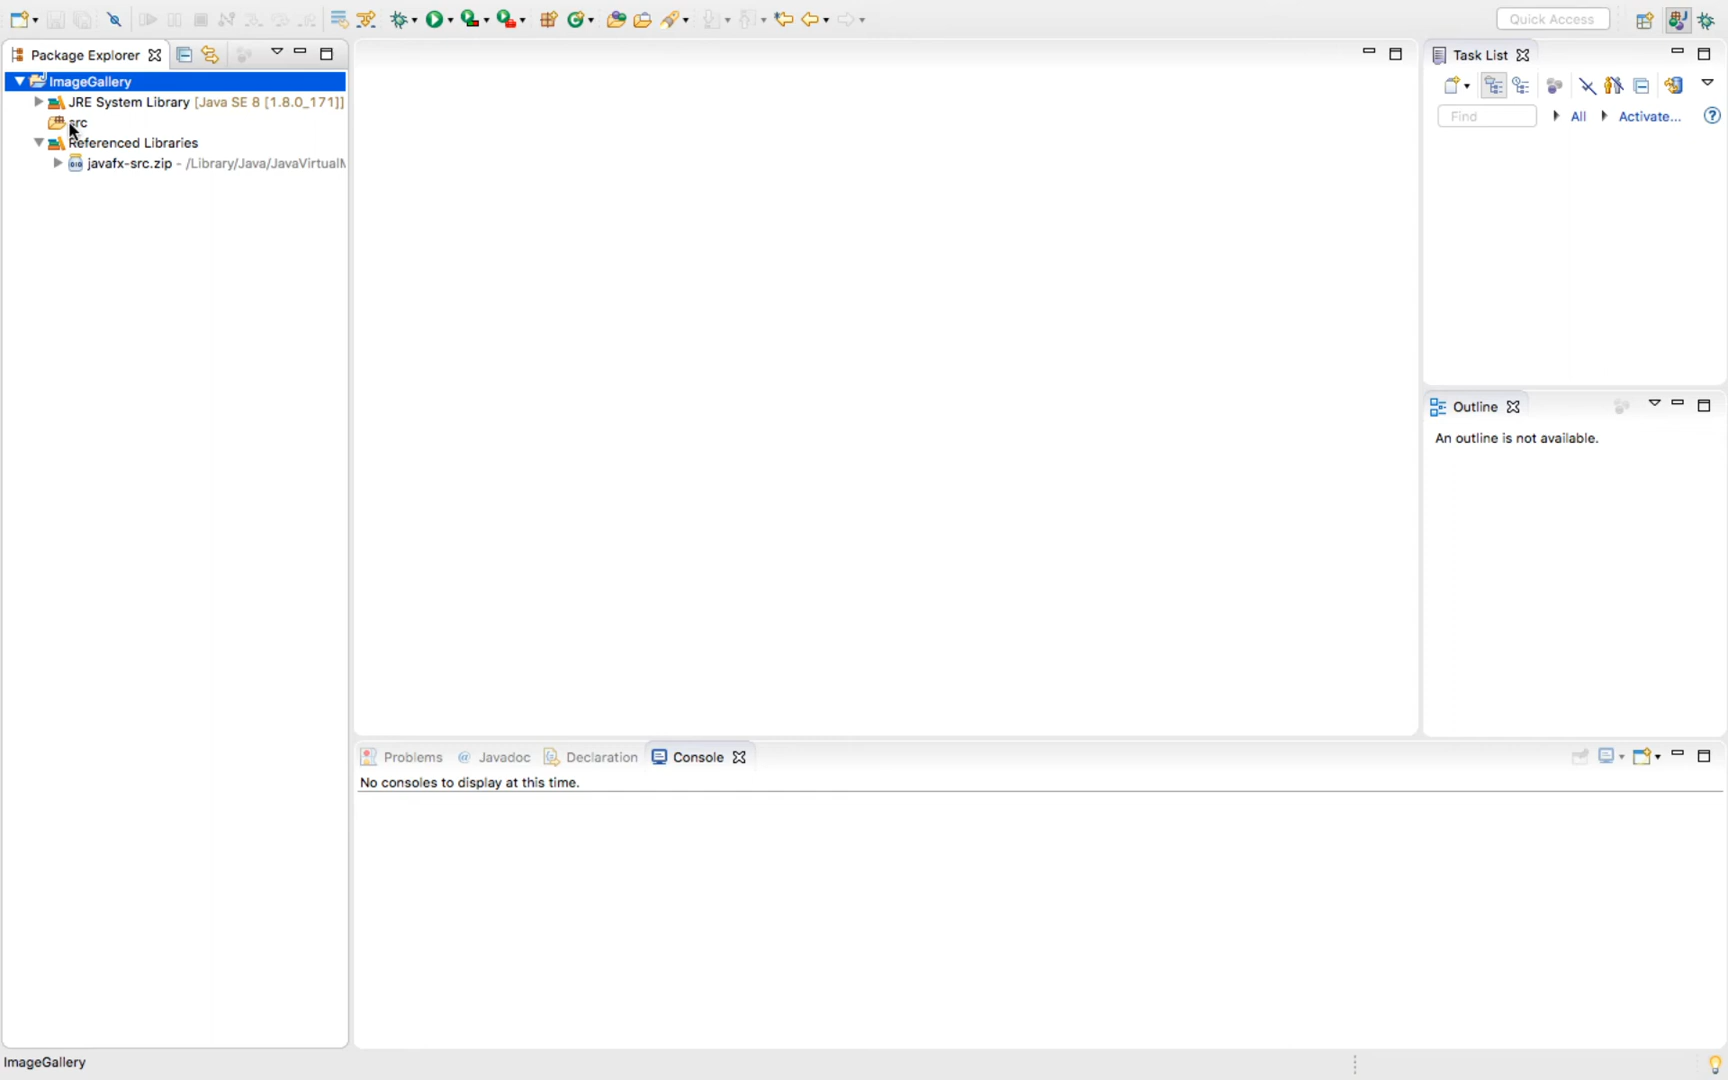 Quick Access
Package Explorer
ImageGallery
JRE System Library [Java SE 8 [1.8.0_171]]
src
Referenced Libraries
javafx-src.zip - /Library/Java/JavaVirtual
Task List
Find
All
Activate...
Outline
An outline is not available.
Problems
@ Javadoc
Declaration
Console
No consoles to display at this time.
ImageGallery